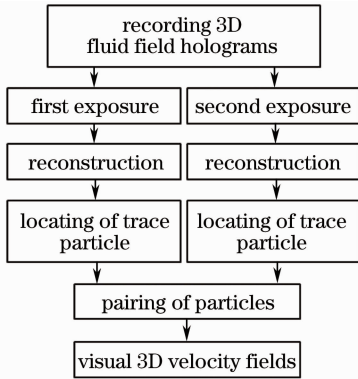 recording 3D
fluid field holograms
first exposure
second exposure
reconstruction
reconstruction
locating of trace
particle
locating of trace
particle
pairing of particles
visual 3D velocity fields